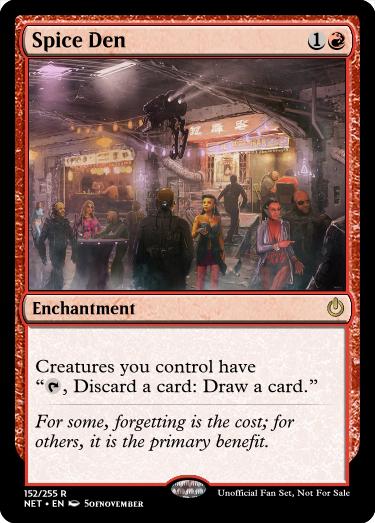 Spice Den 1
Enchantment
Creatures you control have
“, Discard a card: Draw a card.”
For some, forgetting is the cost; for
others, it is the primary benefit.
152/255 R Unofficial Fan Set, Not For Sale
NET • EN 5OENOVEMBER